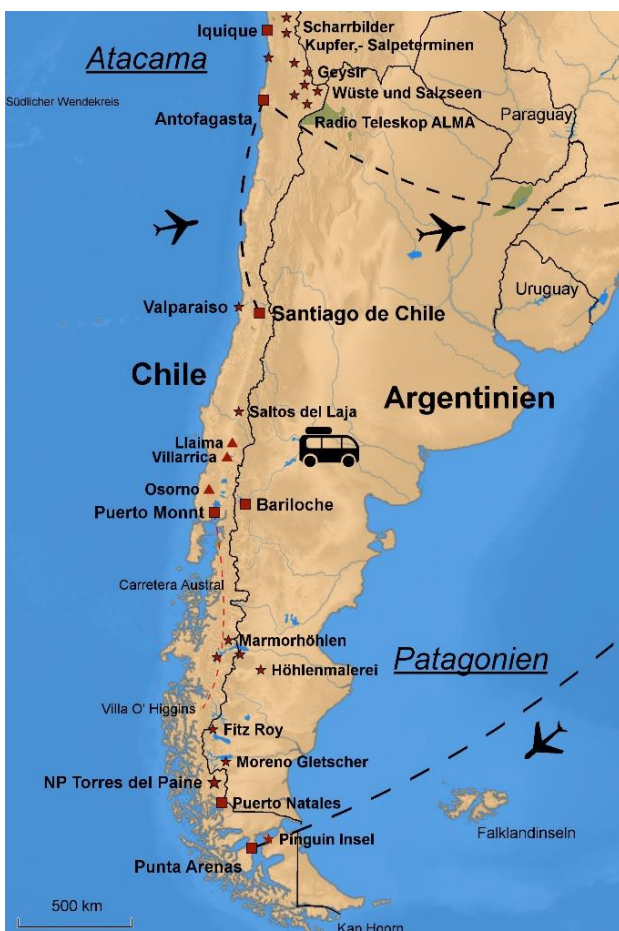 Iquique
Scharrbilder
Kupfer,- Salpeterminen
Atacama
Geysir
Wüste und Salzseen
Südlicher Wendekreis
Antofagasta
Radio Teleskop ALMA
Paraguay
Uruguay
Valparaiso
Santiago de Chile
Chile
Argentinien
Saltos del Laja
Llaima
Villarrica
Osorno
Bariloche
Puerto Monnt
Carretera Austral
Marmorhöhlen
Patagonien
Höhlenmalerei
Villa O' Higgins
Fitz Roy
Moreno Gletscher
NP Torres del Paine
Puerto Natales
Falklandinseln
Pinguin Insel
Punta Arenas
500 km
Kap Hoorn